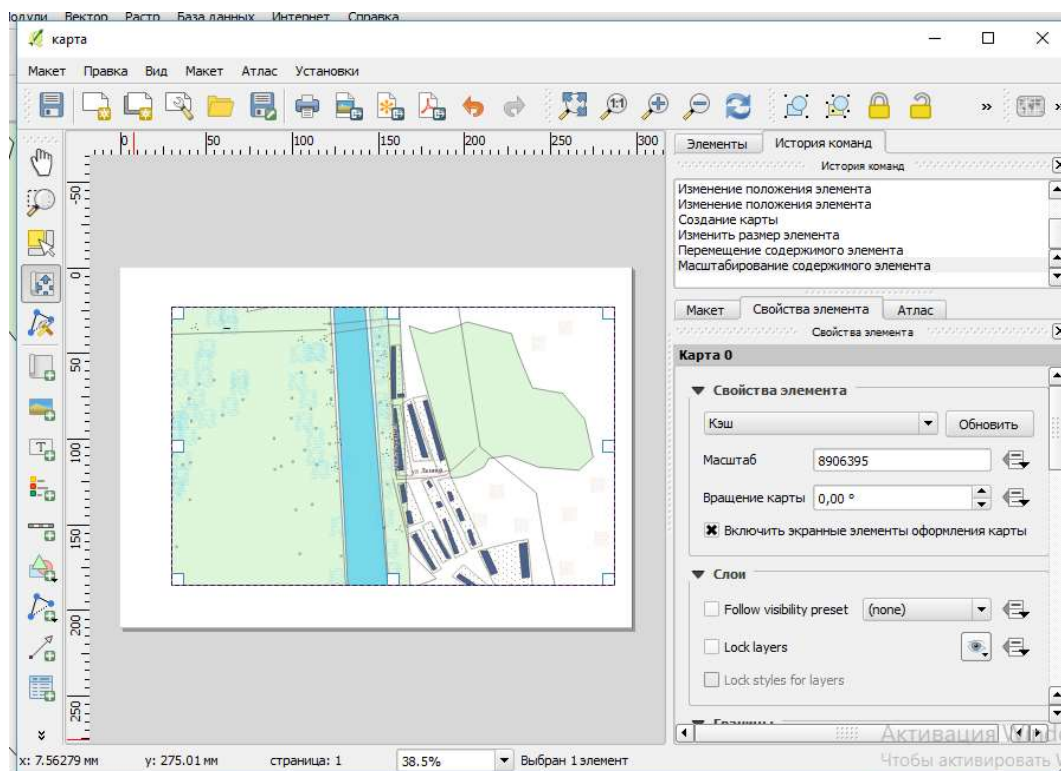 Вектор Растр База данных Интернет Справка
карта
Макет Правка Вид Макет Атлас Установки
0 50 100 150 200 250 300
-50
0
50
100
150
200
250
Элементы История команд
История команд
Изменение положения элемента
Изменение положения элемента
Создание карты
Изменить размер элемента
Перемещение содержимого элемента
Масштабирование содержимого элемента
Макет Свойства элемента Атлас
Свойства элемента
Карта 0
Свойства элемента
Кэш Обновить
Масштаб 8906395
Вращение карты 0,00 °
Включить экранные элементы оформления карты
Слои
Follow visibility preset (none)
Lock layers
Lock styles for layers
Границы
Активация Windo
Чтобы активировать
x: 7.56279 мм y: 275.01 мм страница: 1 38.5% Выбран 1 элемент